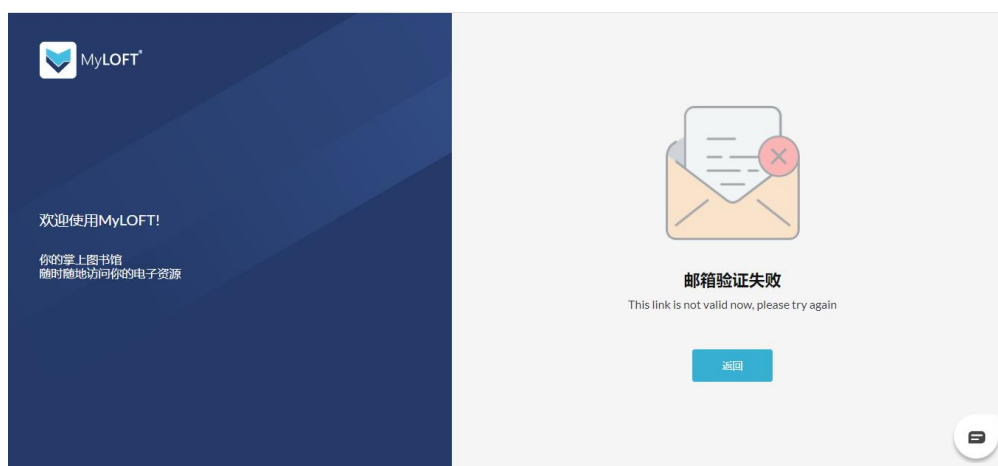 MyLOFT®
欢迎使用MyLOFT!
你的掌上图书馆
随时随地访问你的电子资源
邮箱验证失败
This link is not valid now, please try again
返回